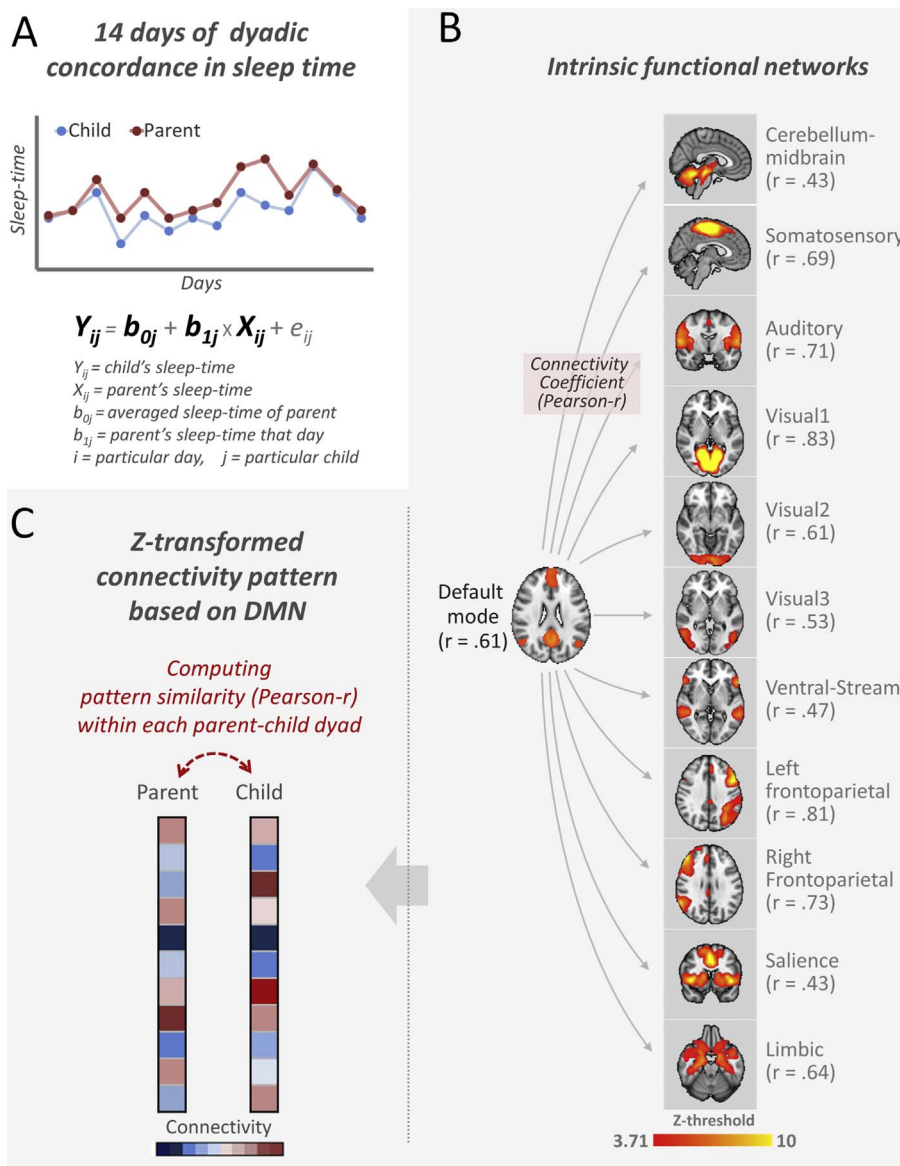 A
14 days of dyadic
concordance in sleep time
Child
Parent
Sleep-time
Days
Yij = b0j + b1j x Xij + eij
Yij = child's sleep-time
Xij = parent's sleep-time
b0j = averaged sleep-time of parent
b1j = parent's sleep-time that day
i = particular day, j = particular child
B
Intrinsic functional networks
Connectivity
Coefficient
(Pearson-r)
Default
mode
(r = .61)
Cerebellum-
midbrain
(r = .43)
Somatosensory
(r = .69)
Auditory
(r = .71)
Visual1
(r = .83)
Visual2
(r = .61)
Visual3
(r = .53)
Ventral-Stream
(r = .47)
Left
frontoparietal
(r = .81)
Right
Frontoparietal
(r = .73)
Salience
(r = .43)
Limbic
(r = .64)
Z-threshold
3.71
10
C
Z-transformed
connectivity pattern
based on DMN
Computing
pattern similarity (Pearson-r)
within each parent-child dyad
Parent
Child
Connectivity